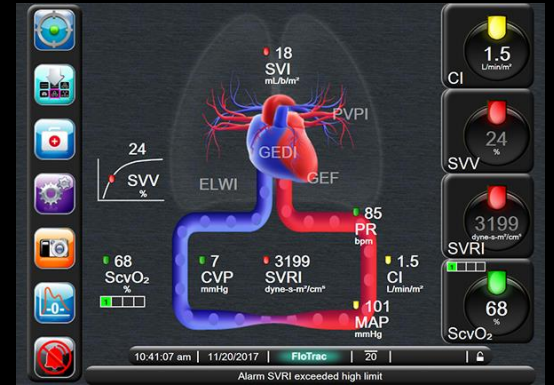 18
SVI
mL/b/m²
PVPI
GEDI
GEF
ELWI
24
SVV
%
85
PR
bpm
68
ScvO₂
%
1
7
CVP
mmHg
3199
SVRI
dyne-s-m²/cm⁵
1.5
CI
L/min/m²
101
MAP
mmHg
1.5
L/min/m²
CI
24
%
SVV
3199
dyne-s-m²/cm⁵
SVRI
1
68
%
ScvO₂
-0-
10:41:07 am | 11/20/2017 | FloTrac | 20 |
Alarm SVRI exceeded high limit